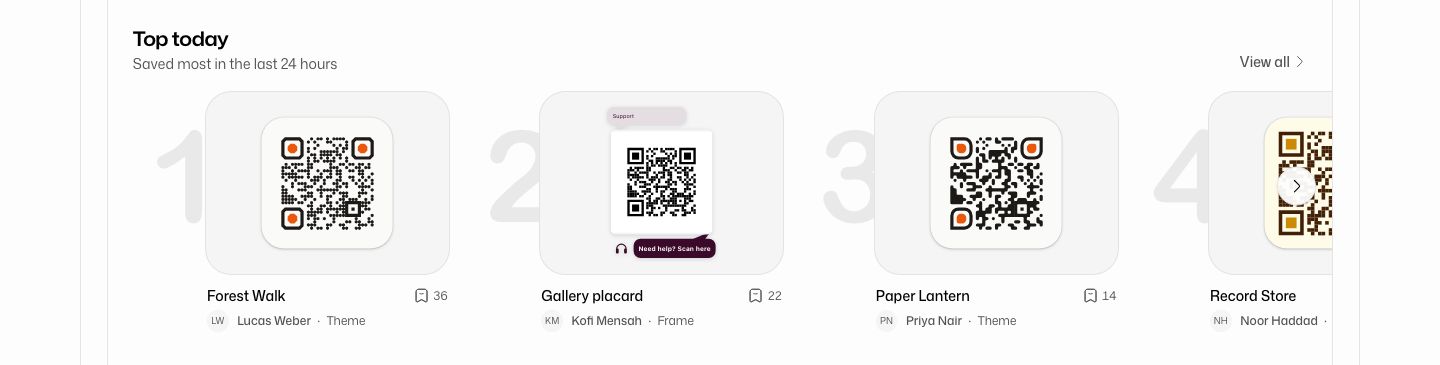 Top today
Saved most in the last 24 hours
View all
1
2
3
4
Support
Need help? Scan here
Forest Walk
36
LW Lucas Weber · Theme
Gallery placard
22
KM Kofi Mensah · Frame
Paper Lantern
14
PN Priya Nair · Theme
Record Store
NH Noor Haddad ·